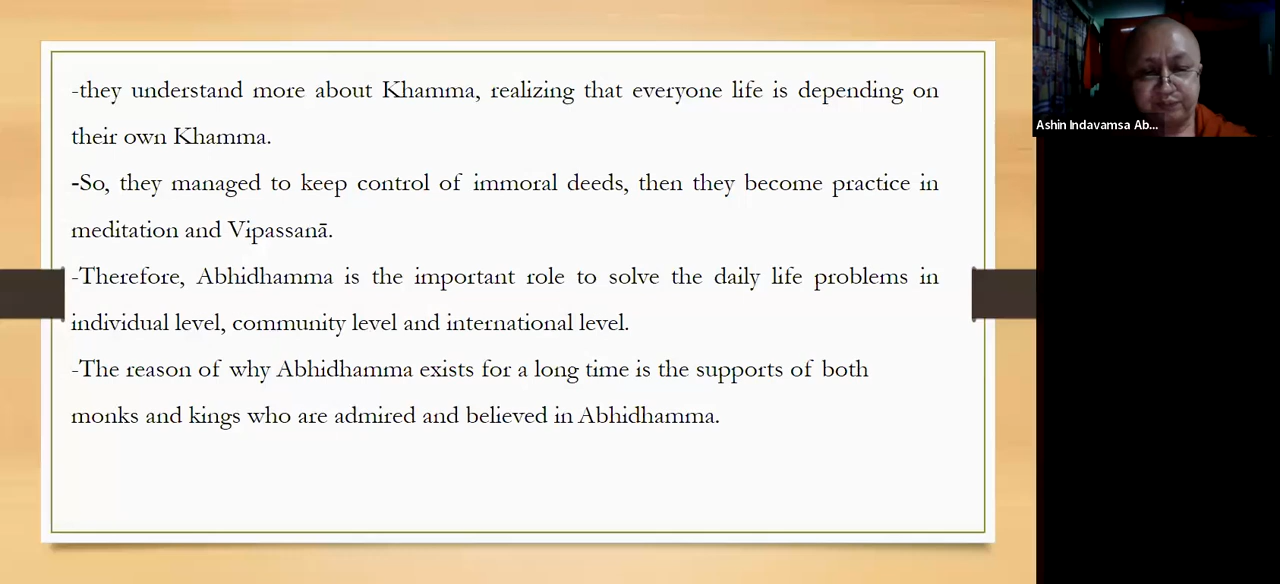 -they understand more about Khamma, realizing that everyone life is depending on
their own Khamma.
-So, they managed to keep control of immoral deeds, then they become practice in
meditation and Vipassanā.
-Therefore, Abhidhamma is the important role to solve the daily life problems in
individual level, community level and international level.
-The reason of why Abhidhamma exists for a long time is the supports of both
monks and kings who are admired and believed in Abhidhamma.
Ashin Indavamsa Ab...